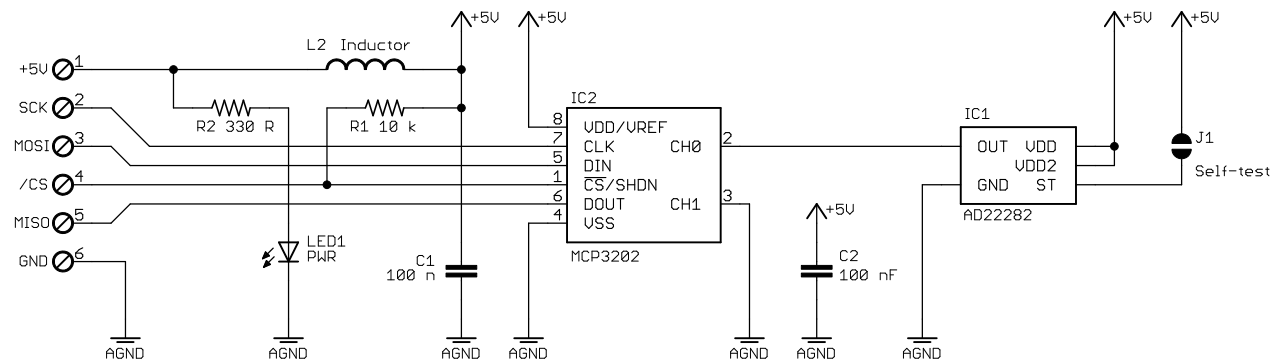 +5V
+5V
+5V
+5V
L2 Inductor
+5V 1
SCK 2
R2 330 R
R1 10 k
MOSI 3
/CS 4
MISO 5
GND 6
LED1
PWR
C1
100 n
IC2
8 VDD/VREF
7 CLK CH0 2
5 DIN
1 CS/SHDN
6 DOUT CH1 3
4 VSS
MCP3202
IC1
OUT VDD
VDD2
GND ST
AD22282
J1
Self-test
+5V
C2
100 nF
AGND
AGND
AGND
AGND
AGND
AGND
AGND